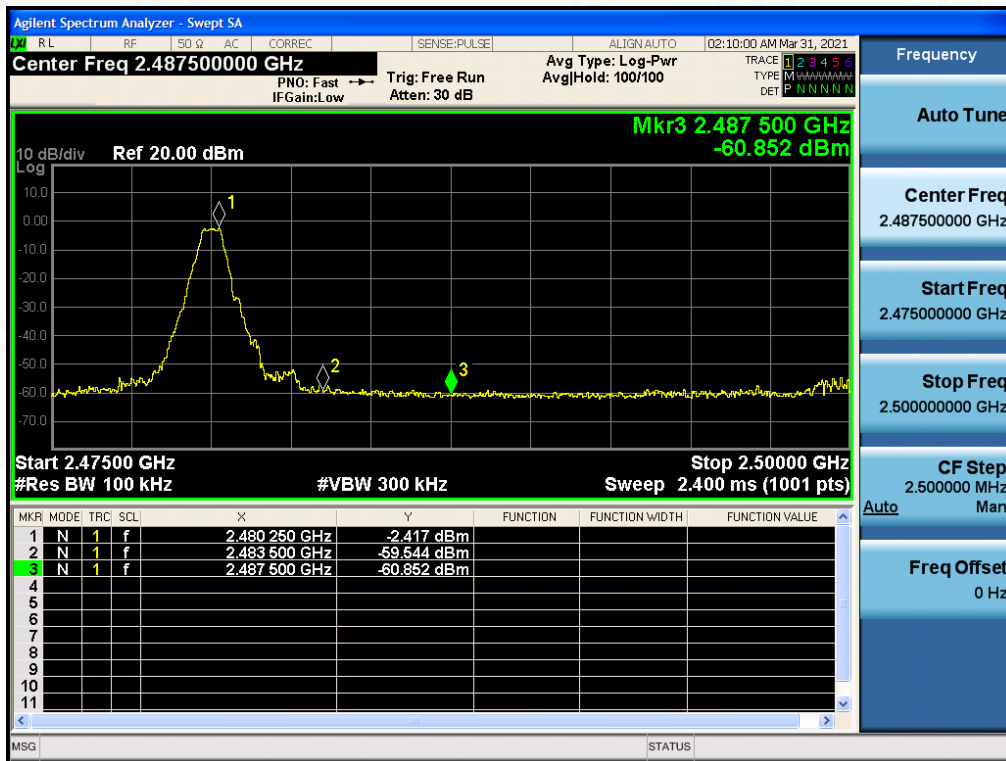 Agilent Spectrum Analyzer - Swept SA
LXI RL RF 50 Ω AC CORREC SENSE:PULSE ALIGN AUTO 02:10:00 AM Mar 31, 2021
Center Freq 2.487500000 GHz
PNO: Fast
IFGain:Low
Trig: Free Run
Atten: 30 dB
Avg Type: Log-Pwr
Avg|Hold: 100/100
TRACE 1 2 3 4 5 6
TYPE M WWWWW
DET P N N N N N
Mkr3 2.487 500 GHz
-60.852 dBm
10 dB/div Ref 20.00 dBm
Log
10.0
0.00
-10.0
-20.0
-30.0
-40.0
-50.0
-60.0
-70.0
1
2
3
Start 2.47500 GHz Stop 2.50000 GHz
#Res BW 100 kHz #VBW 300 kHz Sweep 2.400 ms (1001 pts)
MKR MODE TRC SCL X Y FUNCTION FUNCTION WIDTH FUNCTION VALUE
1 N 1 f 2.480 250 GHz -2.417 dBm
2 N 1 f 2.483 500 GHz -59.544 dBm
3 N 1 f 2.487 500 GHz -60.852 dBm
4
5
6
7
8
9
10
11
MSG STATUS
Frequency
Auto Tune
Center Freq
2.487500000 GHz
Start Freq
2.475000000 GHz
Stop Freq
2.500000000 GHz
CF Step
2.500000 MHz
Auto Man
Freq Offset
0 Hz